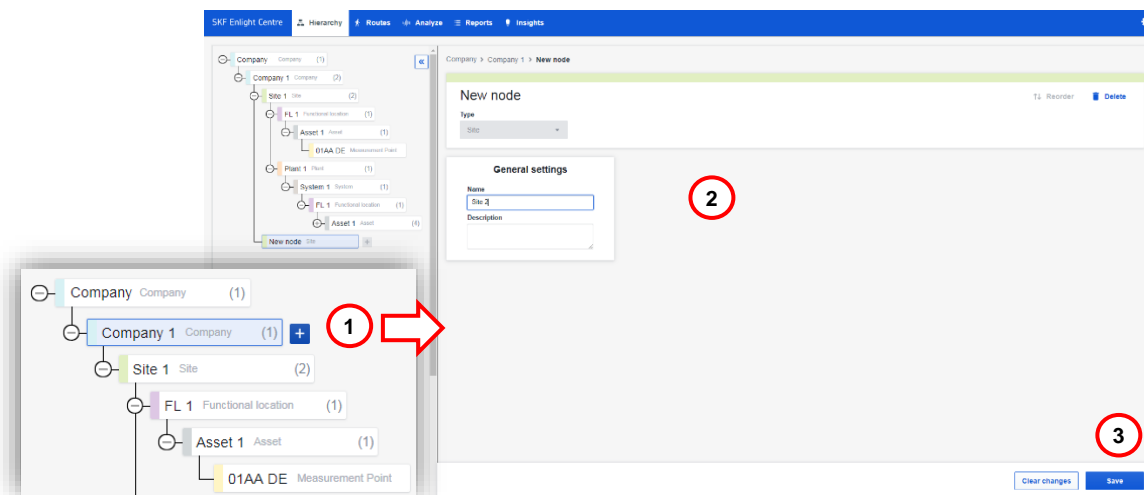 SKF Enlight Centre Hierarchy Routes Analyze Reports Insights
Company Company (1)
Company 1 Company (2)
Site 1 Site (2)
FL 1 Functional location (1)
Asset 1 Asset (1)
01AA DE Measurement Point
Plant 1 Plant (1)
System 1 System (1)
FL 1 Functional location (1)
Asset 1 Asset (4)
New node Site +
«
Company > Company 1 > New node
New node
Reorder Delete
Type
Site
General settings
Name
Site 2
Description
2
Company Company (1)
Company 1 Company (1) +
1
Site 1 Site (2)
FL 1 Functional location (1)
Asset 1 Asset (1)
01AA DE Measurement Point
3
Clear changes Save